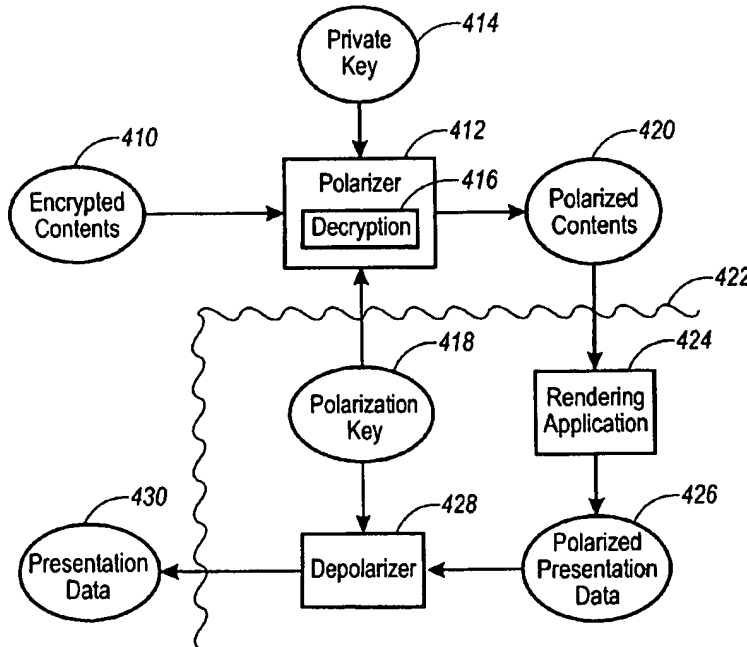 414
Private
Key
410
412
420
Encrypted
Contents
Polarizer
416
Decryption
Polarized
Contents
422
418
424
Polarization
Key
Rendering
Application
430
428
426
Presentation
Data
Depolarizer
Polarized
Presentation
Data